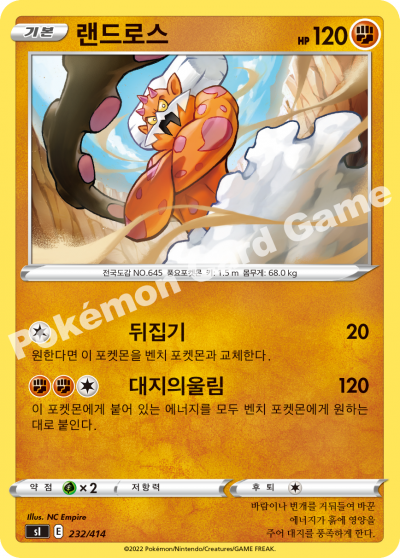 기본 랜드로스 HP 120
전국도감 NO.645 풍요포켓몬 키: 1.5 m 몸무게: 68.0 kg
Pokémon Card Game
뒤집기 20
원한다면 이 포켓몬을 벤치 포켓몬과 교체한다.
대지의울림 120
이 포켓몬에게 붙어 있는 에너지를 모두 벤치 포켓몬에게 원하는
대로 붙인다.
약점 ×2 저항력 후퇴
Illus. NC Empire
sI E 232/414
바람이나 번개를 거둬들여 바꾼
에너지가 흙에 영양을
주어 대지를 풍족하게 한다.
©2022 Pokémon/Nintendo/Creatures/GAME FREAK.